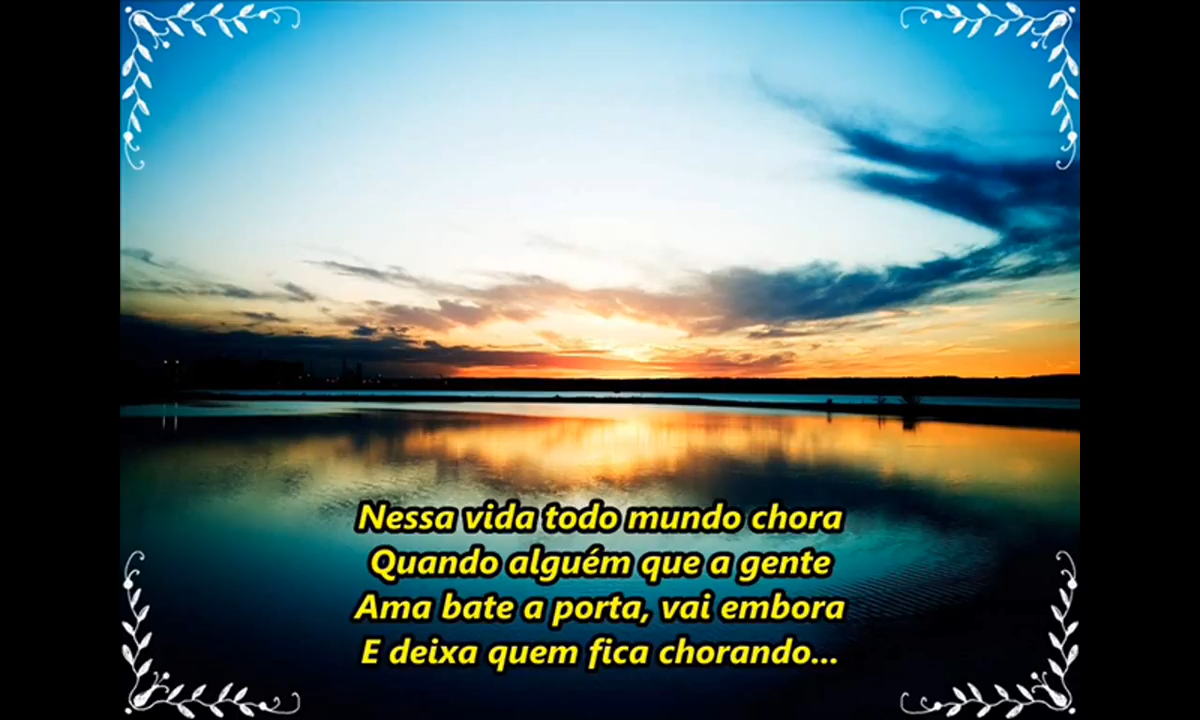 Nessa vida todo mundo chora
Quando alguém que a gente
Ama bate a porta, vai embora
E deixa quem fica chorando...